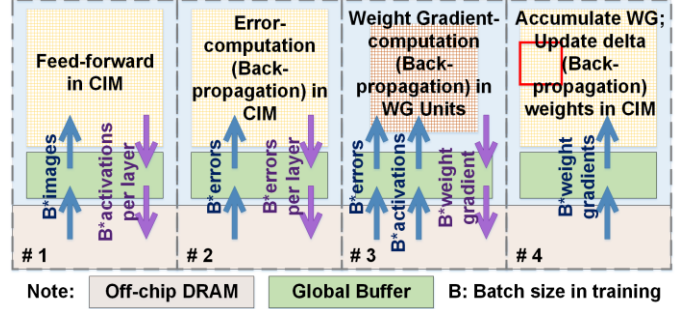 Feed-forward
in CIM
B*images
B*activations
per layer
# 1
Error-
computation
(Back-
propagation) in
CIM
B*errors
B*errors
per layer
# 2
Weight Gradient-
computation
(Back-
propagation) in
WG Units
B*errors
B*activations
B*weight
gradient
# 3
Accumulate WG;
Update delta
(Back-
propagation)
weights in CIM
B*weight
gradients
# 4
Note:
Off-chip DRAM
Global Buffer
B: Batch size in training